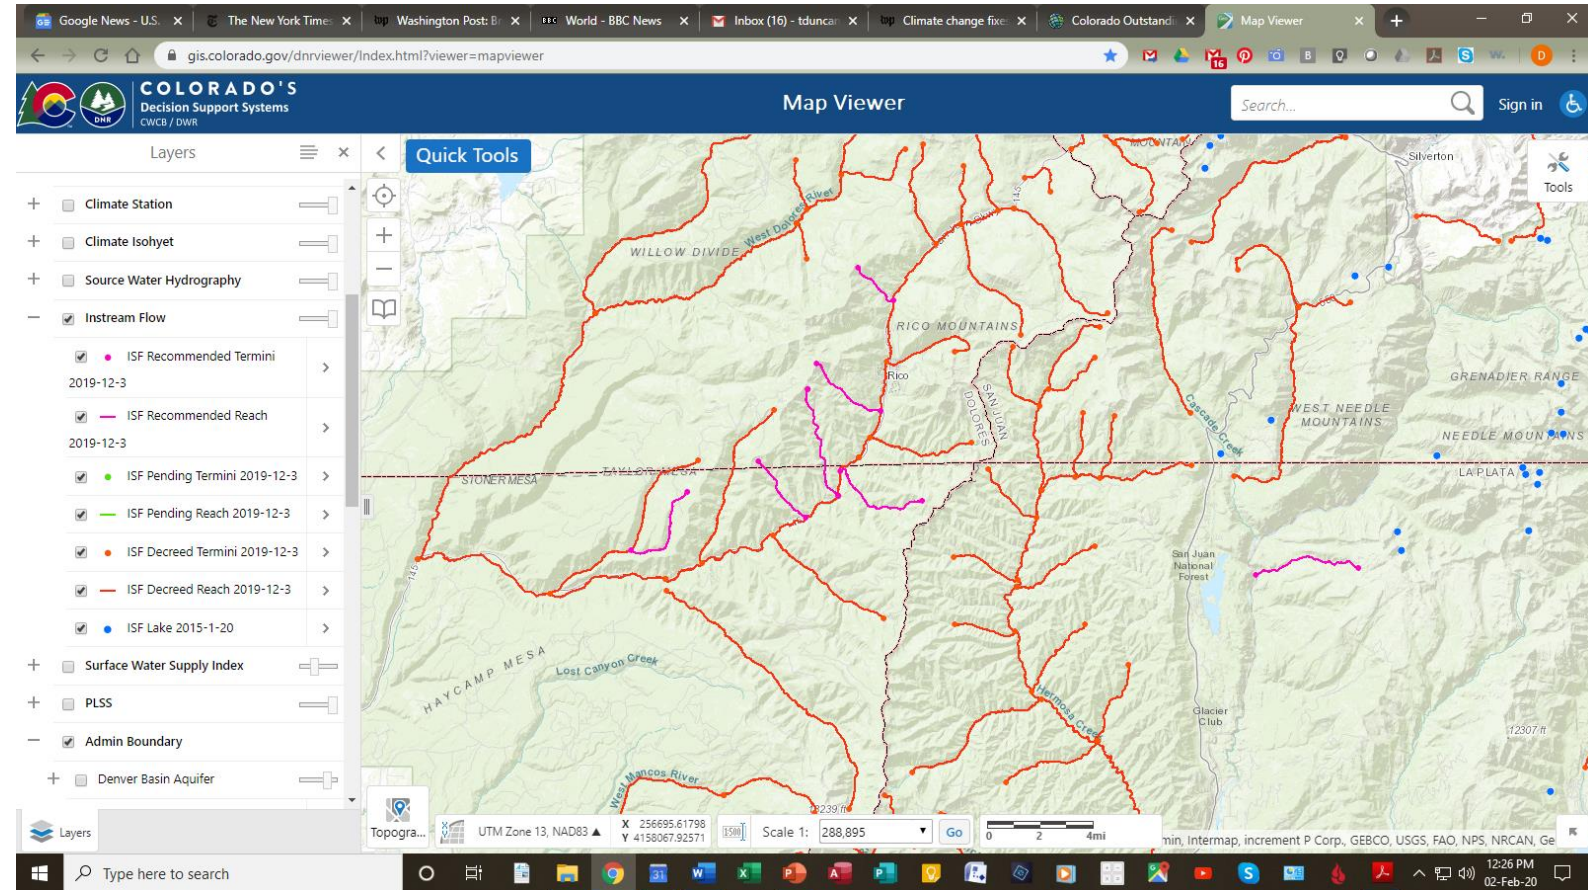 Google News - U.S.
The New York Times
Washington Post: Br
World - BBC News
Inbox (16) - tduncan
Climate change fixes
Colorado Outstandi
Map Viewer
gis.colorado.gov/dnrviewer/Index.html?viewer=mapviewer
COLORADO'S
Decision Support Systems
CWCB / DWR
DNR
Map Viewer
Search...
Sign in
Layers
Quick Tools
Tools
Climate Station
Climate Isohyet
Source Water Hydrography
Instream Flow
ISF Recommended Termini
2019-12-3
ISF Recommended Reach
2019-12-3
ISF Pending Termini 2019-12-3
ISF Pending Reach 2019-12-3
ISF Decreed Termini 2019-12-3
ISF Decreed Reach 2019-12-3
ISF Lake 2015-1-20
Surface Water Supply Index
PLSS
Admin Boundary
Denver Basin Aquifer
Layers
MOUNTAIN
Silverton
145
West Dolores River
WILLOW DIVIDE
RICO MOUNTAINS
Rico
SAN JUAN
DOLORES
GRENADIER RANGE
Cascade Creek
WEST NEEDLE
MOUNTAINS
NEEDLE MOUNTAINS
STONER MESA
TAYLOR MESA
LA PLATA
San Juan
National
Forest
145
HAYCAMP MESA
Lost Canyon Creek
Hermosa Creek
Glacier
Club
12307 ft
West Mancos River
13239 ft
Topogra...
UTM Zone 13, NAD83
X 256695.61798
Y 4158067.92571
1500
Scale 1: 288,895
Go
0 2 4mi
min, Intermap, increment P Corp., GEBCO, USGS, FAO, NPS, NRCAN, Ge
Type here to search
12:26 PM
02-Feb-20